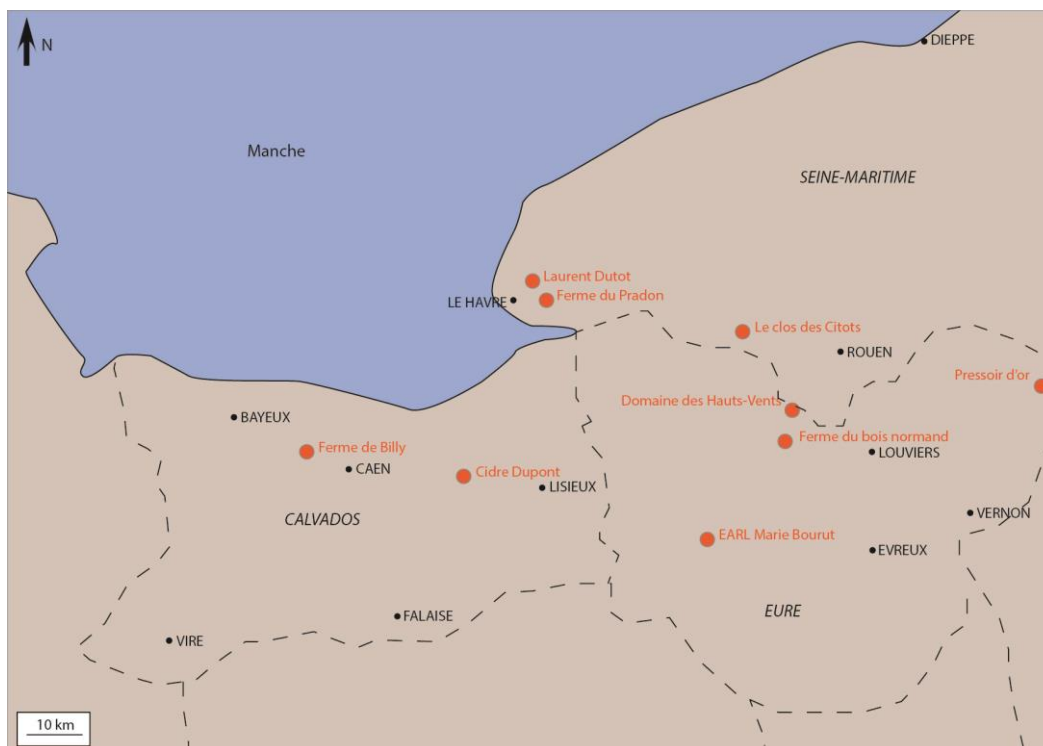 N
DIEPPE
Manche
SEINE-MARITIME
Laurent Dutot
LE HAVRE
Ferme du Pradon
Le clos des Citots
ROUEN
Pressoir d'or
Domaine des Hauts-Vents
BAYEUX
Ferme du bois normand
Ferme de Billy
LOUVIERS
CAEN
Cidre Dupont
LISIEUX
CALVADOS
VERNON
EARL Marie Bourut
EVREUX
FALAISE
EURE
VIRE
10 km